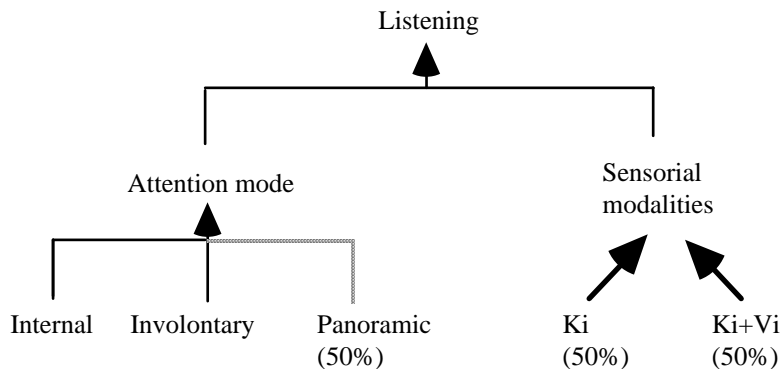 Listening
Attention mode
Sensorial
modalities
Internal
Involontary
Panoramic
(50%)
Ki
(50%)
Ki+Vi
(50%)